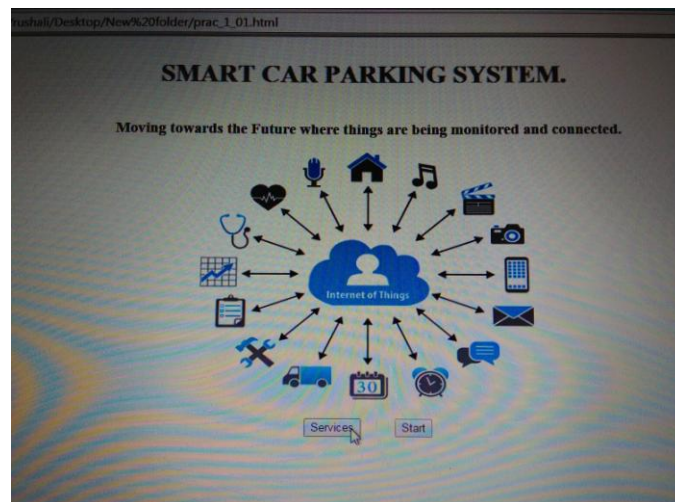 rushali/Desktop/New%20folder/prac_1_01.html
SMART CAR PARKING SYSTEM.
Moving towards the Future where things are being monitored and connected.
Internet of Things
30
Services
Start